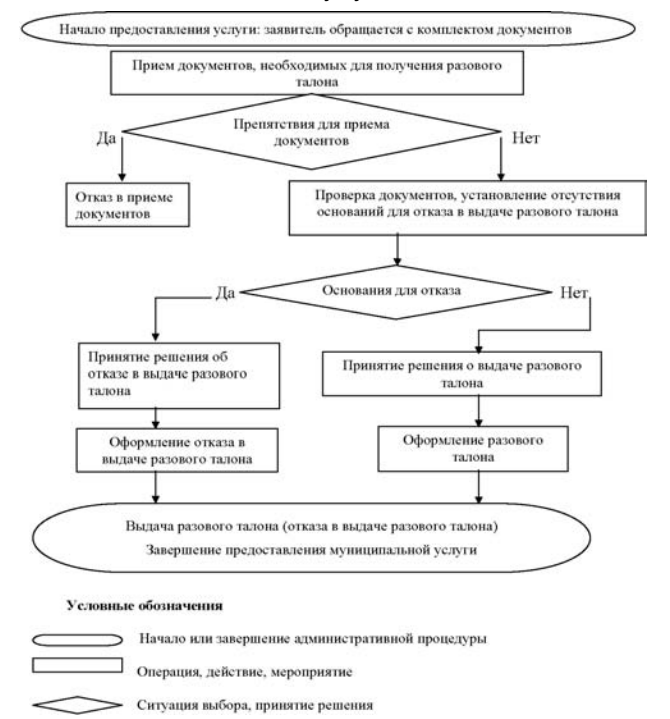 Начало предоставления услуги: заявитель обращается с комплектом документов
Прием документов, необходимых для получения разового
талона
Препятствия для приема
документов
Да
Нет
Отказ в приеме
документов
Проверка документов, установление отсутствия
оснований для отказа в выдаче разового талона
Основания для отказа
Да
Нет
Принятие решения об
отказе в выдаче разового
талона
Принятие решения о выдаче разового
талона
Оформление отказа в
выдаче разового талона
Оформление разового
талона
Выдача разового талона (отказа в выдаче разового талона)
Завершение предоставления муниципальной услуги
Условные обозначения
Начало или завершение административной процедуры
Операция, действие, мероприятие
Ситуация выбора, принятие решения